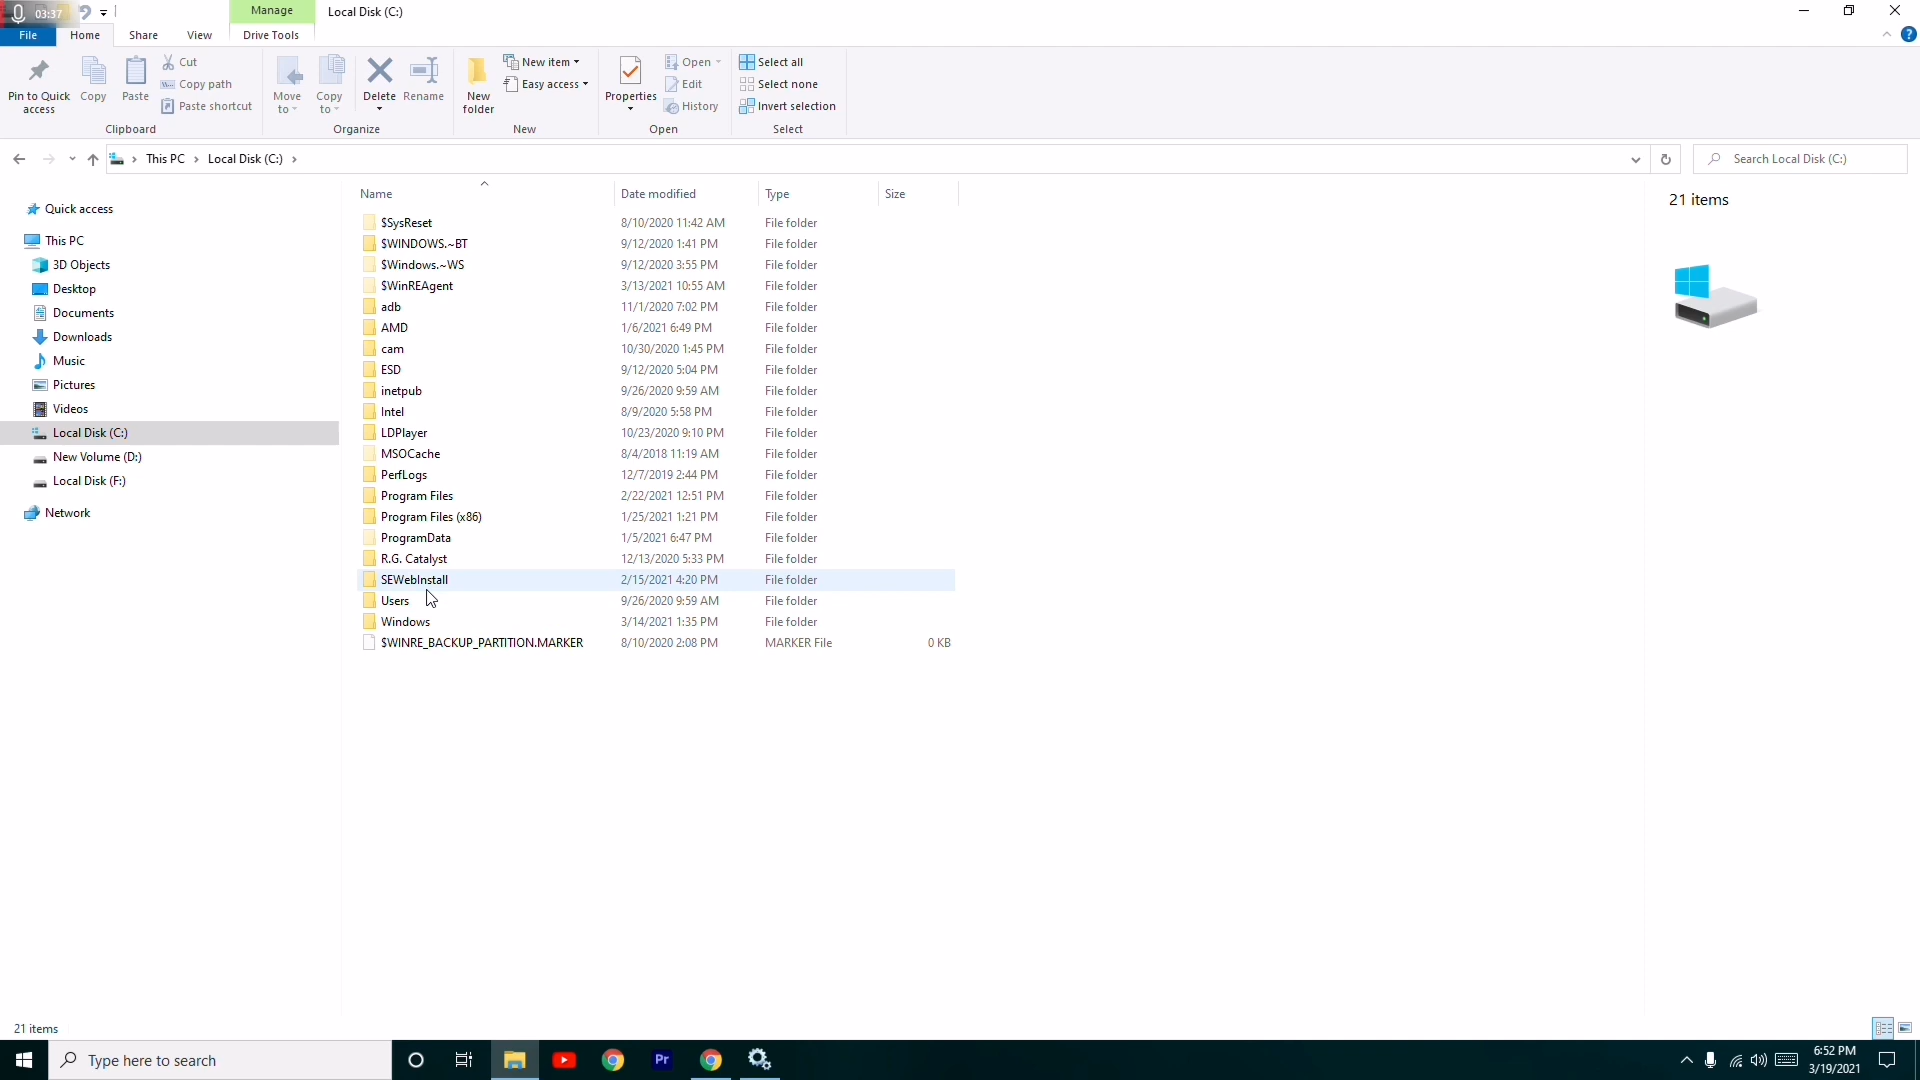 03:37 Manage Local Disk (C:)
File Home Share View Drive Tools
Pin to Quick access
Copy
Paste
Cut
Copy path
Paste shortcut
Clipboard
Move to
Copy to
Delete
Rename
Organize
New folder
New item
Easy access
New
Properties
Open
Edit
History
Open
Select all
Select none
Invert selection
Select
This PC > Local Disk (C:) >
Search Local Disk (C:)
Quick access
This PC
3D Objects
Desktop
Documents
Downloads
Music
Pictures
Videos
Local Disk (C:)
New Volume (D:)
Local Disk (F:)
Network
Name Date modified Type Size
$SysReset 8/10/2020 11:42 AM File folder
$WINDOWS.~BT 9/12/2020 1:41 PM File folder
$Windows.~WS 9/12/2020 3:55 PM File folder
$WinREAgent 3/13/2021 10:55 AM File folder
adb 11/1/2020 7:02 PM File folder
AMD 1/6/2021 6:49 PM File folder
cam 10/30/2020 1:45 PM File folder
ESD 9/12/2020 5:04 PM File folder
inetpub 9/26/2020 9:59 AM File folder
Intel 8/9/2020 5:58 PM File folder
LDPlayer 10/23/2020 9:10 PM File folder
MSOCache 8/4/2018 11:19 AM File folder
PerfLogs 12/7/2019 2:44 PM File folder
Program Files 2/22/2021 12:51 PM File folder
Program Files (x86) 1/25/2021 1:21 PM File folder
ProgramData 1/5/2021 6:47 PM File folder
R.G. Catalyst 12/13/2020 5:33 PM File folder
SEWebInstall 2/15/2021 4:20 PM File folder
Users 9/26/2020 9:59 AM File folder
Windows 3/14/2021 1:35 PM File folder
$WINRE_BACKUP_PARTITION.MARKER 8/10/2020 2:08 PM MARKER File 0 KB
21 items
21 items
Type here to search
Pr
6:52 PM
3/19/2021